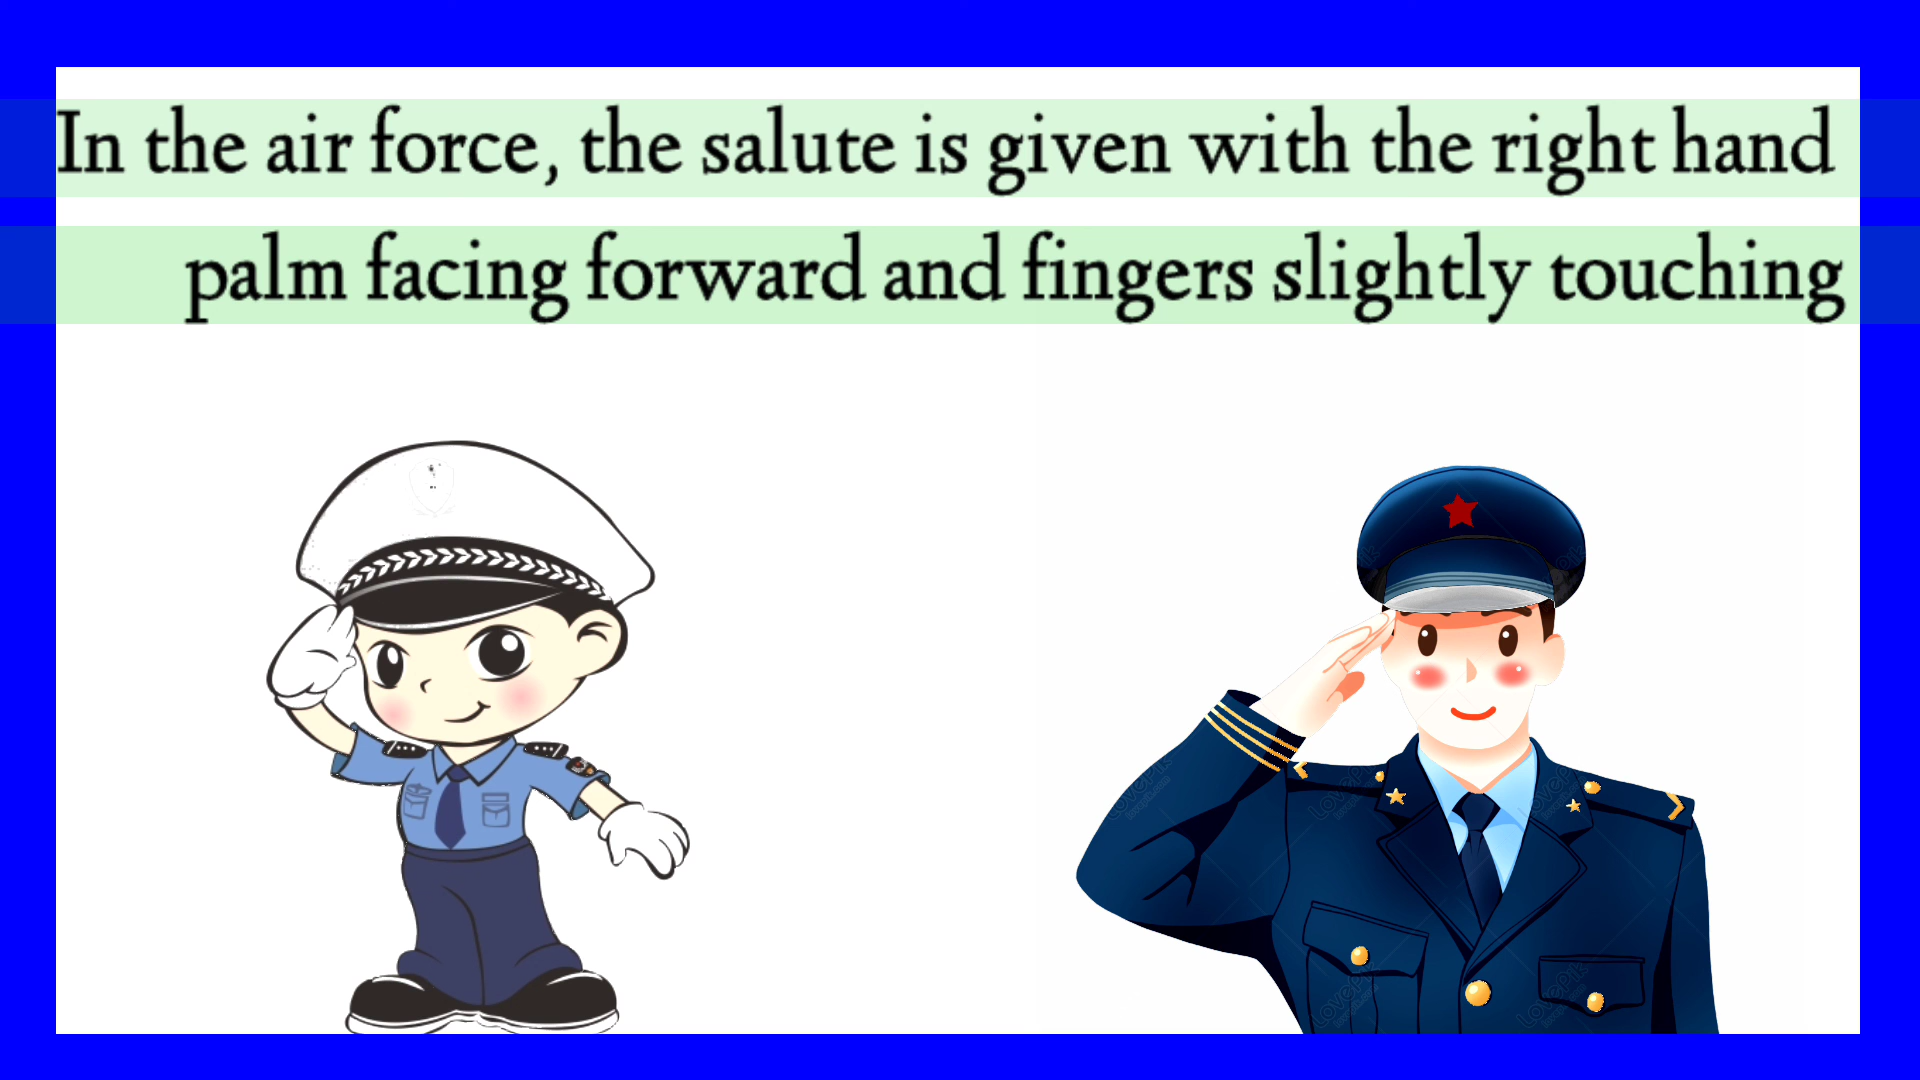 In the air force, the salute is given with the right hand
palm facing forward and fingers slightly touching